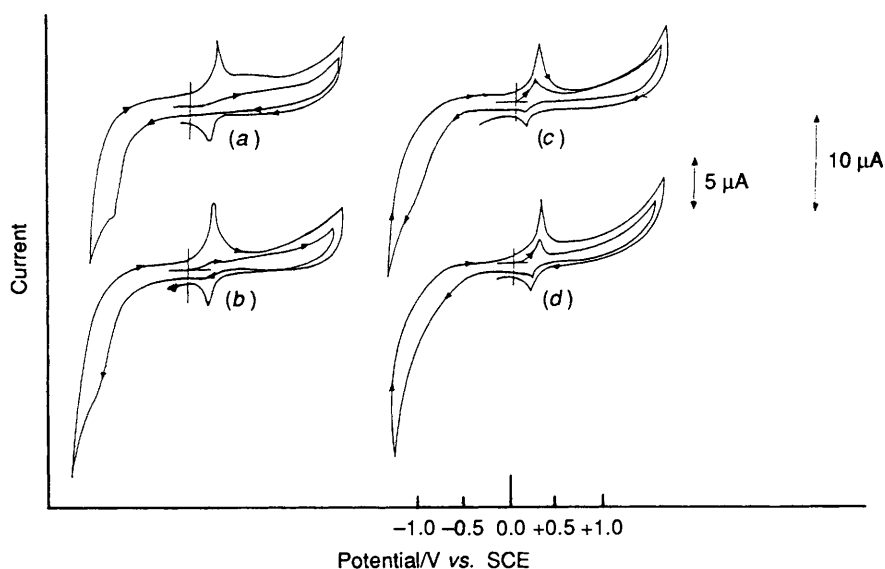 (a)
(c)
10 μA
5 μA
(b)
(d)
Current
−1.0 −0.5 0.0 +0.5 +1.0
Potential/V vs. SCE